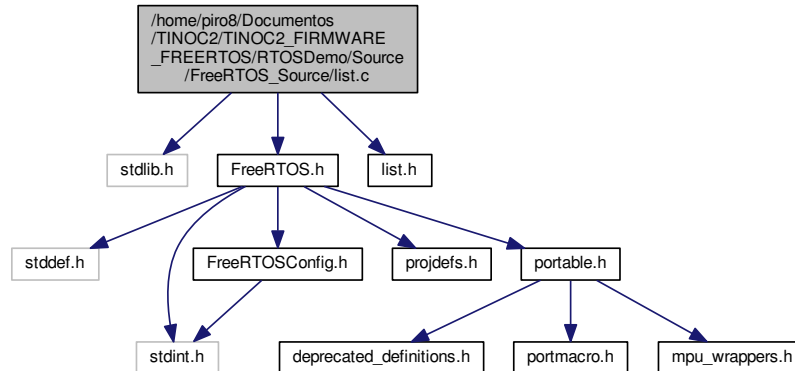 /home/piro8/Documentos
/TINOC2/TINOC2_FIRMWARE
_FREERTOS/RTOSDemo/Source
/FreeRTOS_Source/list.c
stdlib.h
FreeRTOS.h
list.h
stddef.h
FreeRTOSConfig.h
projdefs.h
portable.h
stdint.h
deprecated_definitions.h
portmacro.h
mpu_wrappers.h